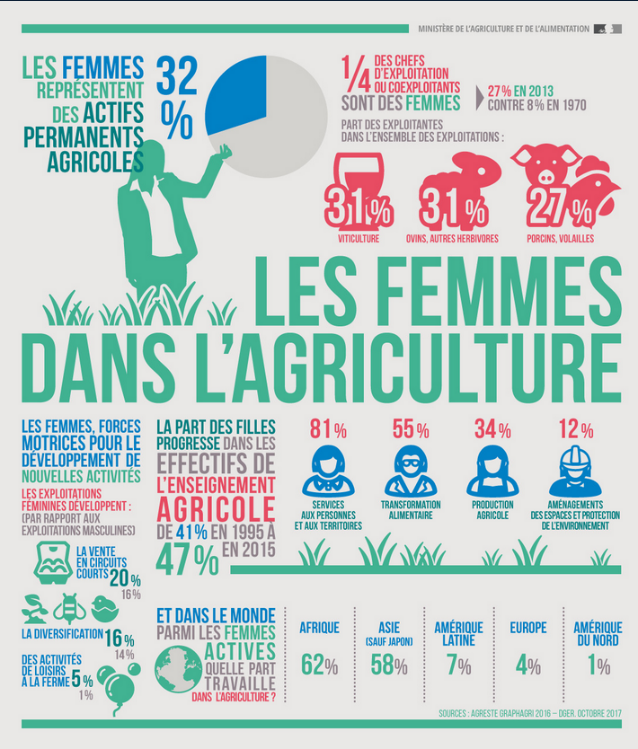 MINISTÈRE DE L'AGRICULTURE ET DE L'ALIMENTATION
LES FEMMES
REPRÉSENTENT
DES ACTIFS
PERMANENTS
AGRICOLES
32
%
1/4
DES CHEFS
D'EXPLOITATION
OU COEXPLOITANTS
SONT DES FEMMES
27% EN 2013
CONTRE 8% EN 1970
PART DES EXPLOITANTES
DANS L'ENSEMBLE DES EXPLOITATIONS :
31%
VITICULTURE
31%
OVINS, AUTRES HERBIVORES
27%
PORCINS, VOLAILLES
LES FEMMES
DANS L'AGRICULTURE
LES FEMMES, FORCES
MOTRICES POUR LE
DÉVELOPPEMENT DE
NOUVELLES ACTIVITÉS
LES EXPLOITATIONS
FÉMININES DÉVELOPPENT :
(PAR RAPPORT AUX
EXPLOITATIONS MASCULINES)
LA VENTE
EN CIRCUITS
COURTS 20%
16%
LA DIVERSIFICATION 16%
14%
DES ACTIVITÉS
DE LOISIRS
À LA FERME 5%
1%
LA PART DES FILLES
PROGRESSE DANS LES
EFFECTIFS DE
L'ENSEIGNEMENT
AGRICOLE
DE 41% EN 1995 À
47% EN 2015
81%
SERVICES
AUX PERSONNES
ET AUX TERRITOIRES
55%
TRANSFORMATION
ALIMENTAIRE
34%
PRODUCTION
AGRICOLE
12%
AMÉNAGEMENTS
DES ESPACES ET PROTECTION
DE L'ENVIRONNEMENT
ET DANS LE MONDE
PARMI LES FEMMES
ACTIVES
QUELLE PART
TRAVAILLE
DANS L'AGRICULTURE ?
AFRIQUE
62%
ASIE
(SAUF JAPON)
58%
AMÉRIQUE
LATINE
7%
EUROPE
4%
AMÉRIQUE
DU NORD
1%
SOURCES : AGRESTE GRAPHAGRI 2016 – DGER, OCTOBRE 2017